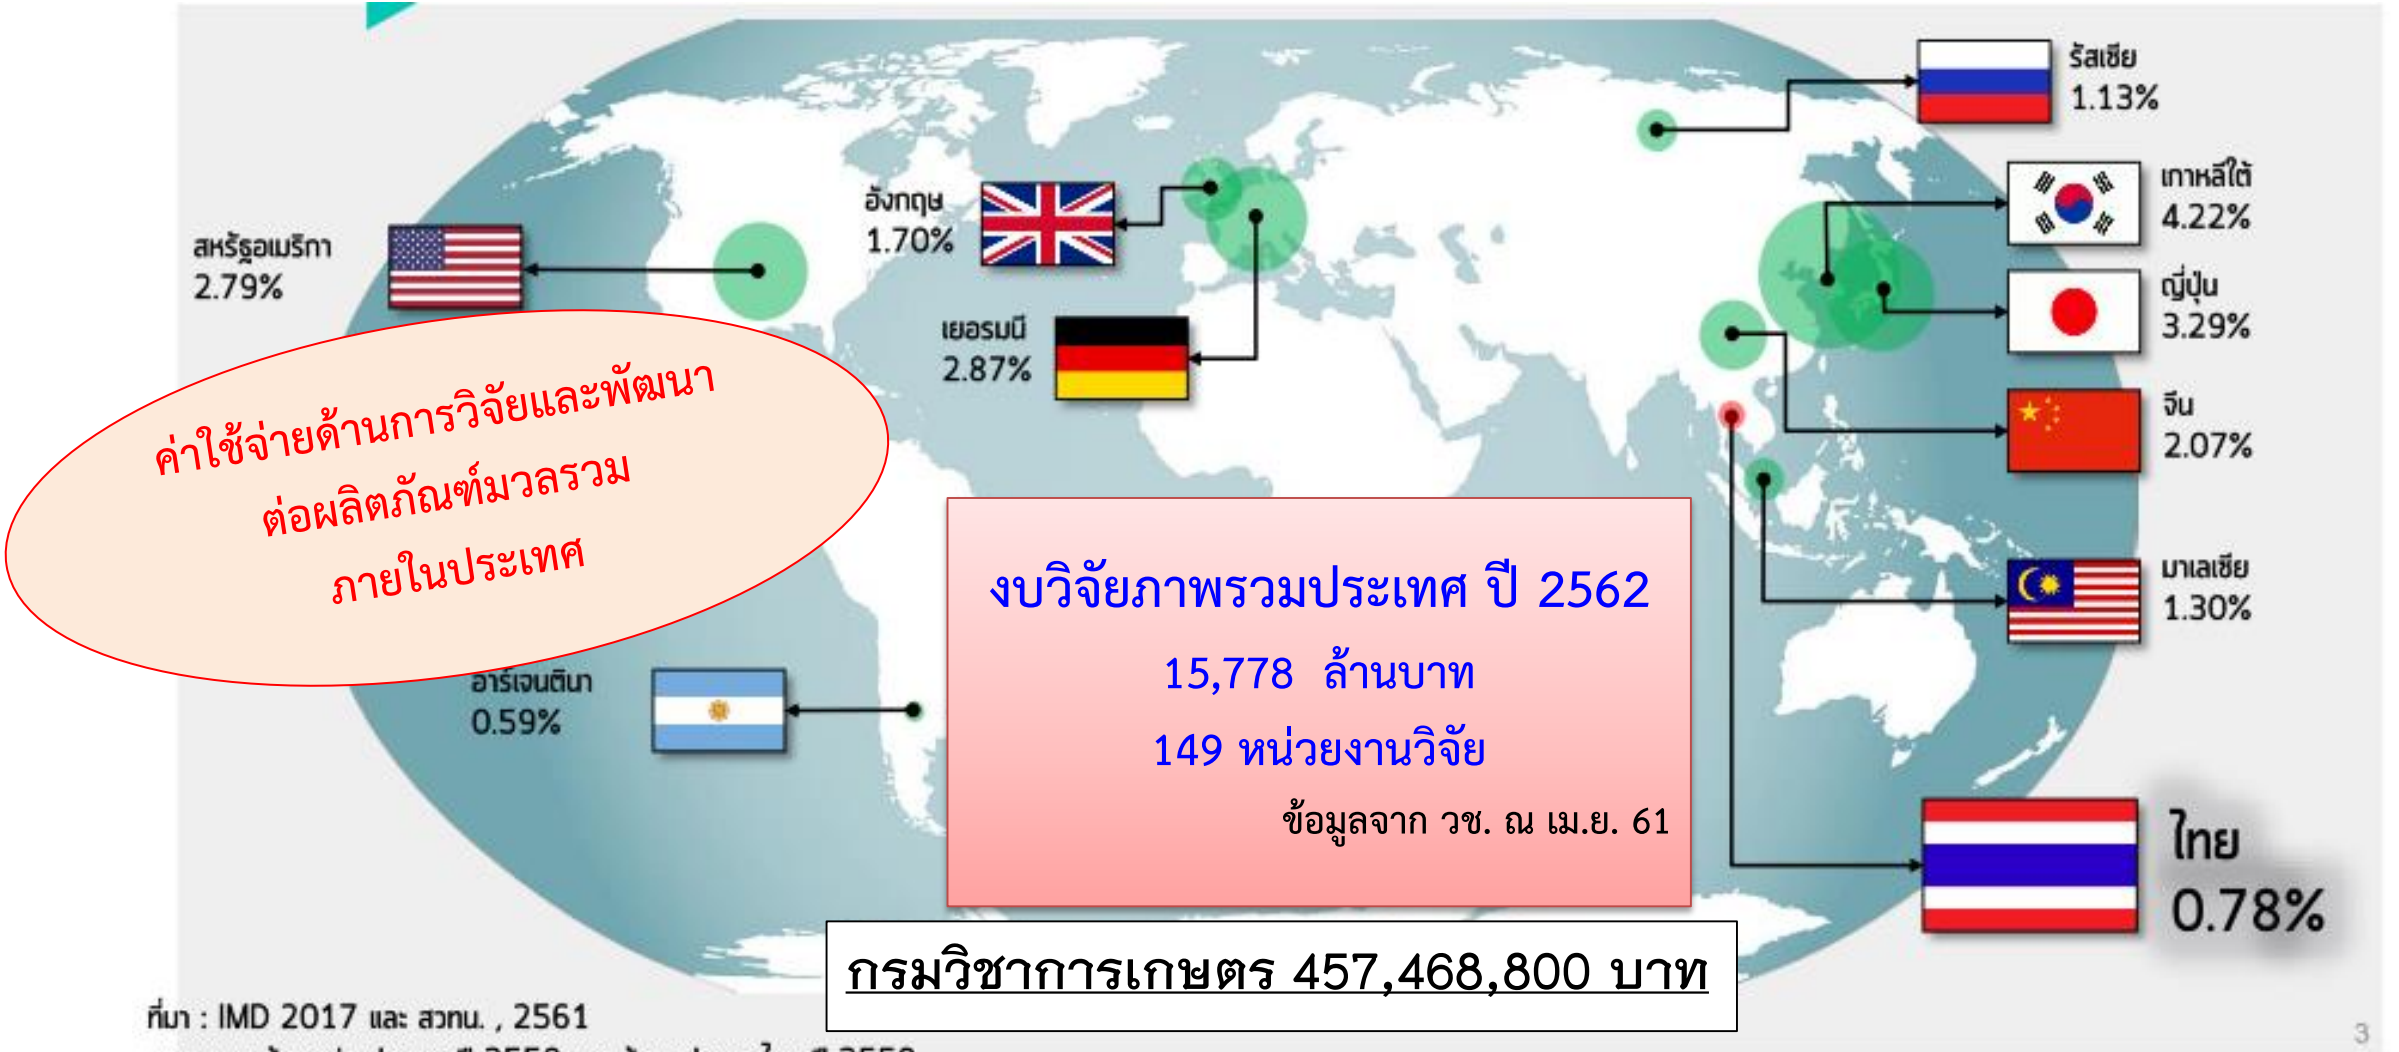 รัสเซีย
1.13%
เกาหลีใต้
4.22%
อังกฤษ
1.70%
สหรัฐอเมริกา
2.79%
ญี่ปุ่น
3.29%
เยอรมนี
2.87%
จีน
2.07%
ค่าใช้จ่ายด้านการวิจัยและพัฒนา
ต่อผลิตภัณฑ์มวลรวม
ภายในประเทศ
มาเลเซีย
1.30%
งบวิจัยภาพรวมประเทศ ปี 2562
15,778 ล้านบาท
149 หน่วยงานวิจัย
ข้อมูลจาก วช. ณ เม.ย. 61
อาร์เจนตินา
0.59%
ไทย
0.78%
กรมวิชาการเกษตร 457,468,800 บาท
ที่มา : IMD 2017 และ สวทน. , 2561
3